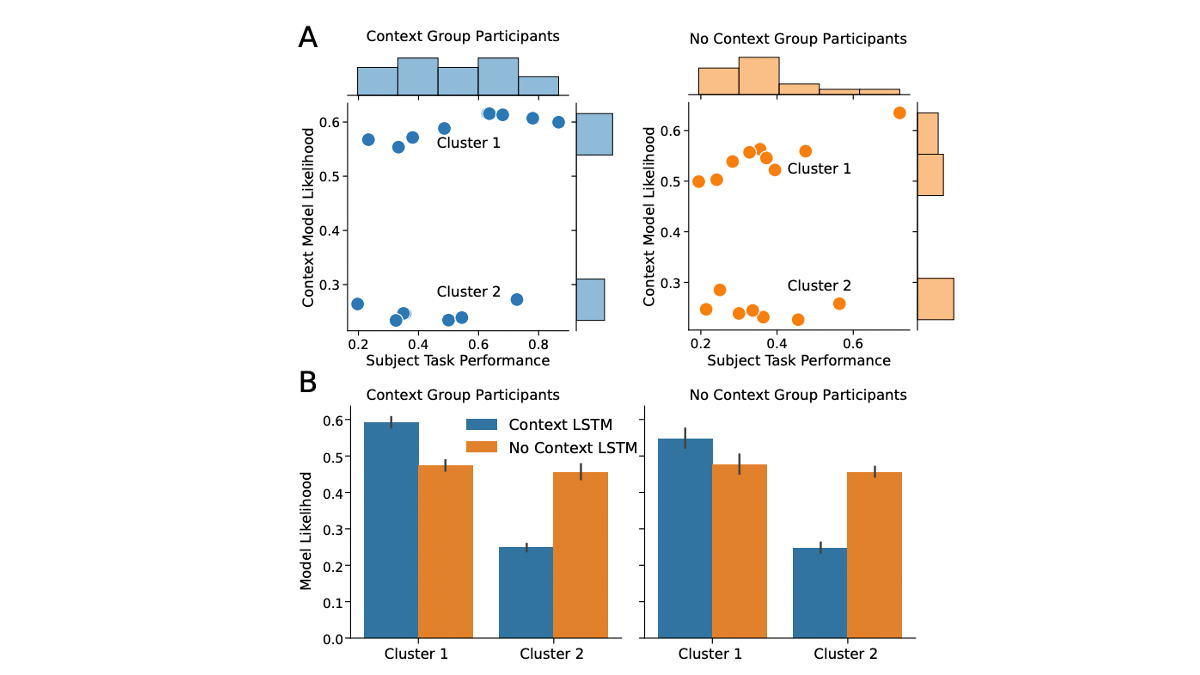 A
Context Group Participants
No Context Group Participants
Context Model Likelihood
0.6
0.5
0.4
0.3
Cluster 1
Cluster 2
0.2 0.4 0.6 0.8
Subject Task Performance
Context Model Likelihood
0.6
0.5
0.4
0.3
Cluster 1
Cluster 2
0.2 0.4 0.6
Subject Task Performance
B
Context Group Participants
No Context Group Participants
Model Likelihood
0.6
0.5
0.4
0.3
0.2
0.1
0.0
Context LSTM
No Context LSTM
Cluster 1 Cluster 2
Cluster 1 Cluster 2